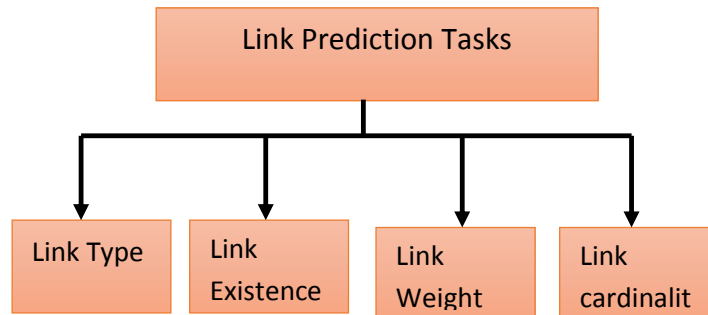 Link Prediction Tasks
Link Type
Link
Existence
Link
Weight
Link
cardinalit